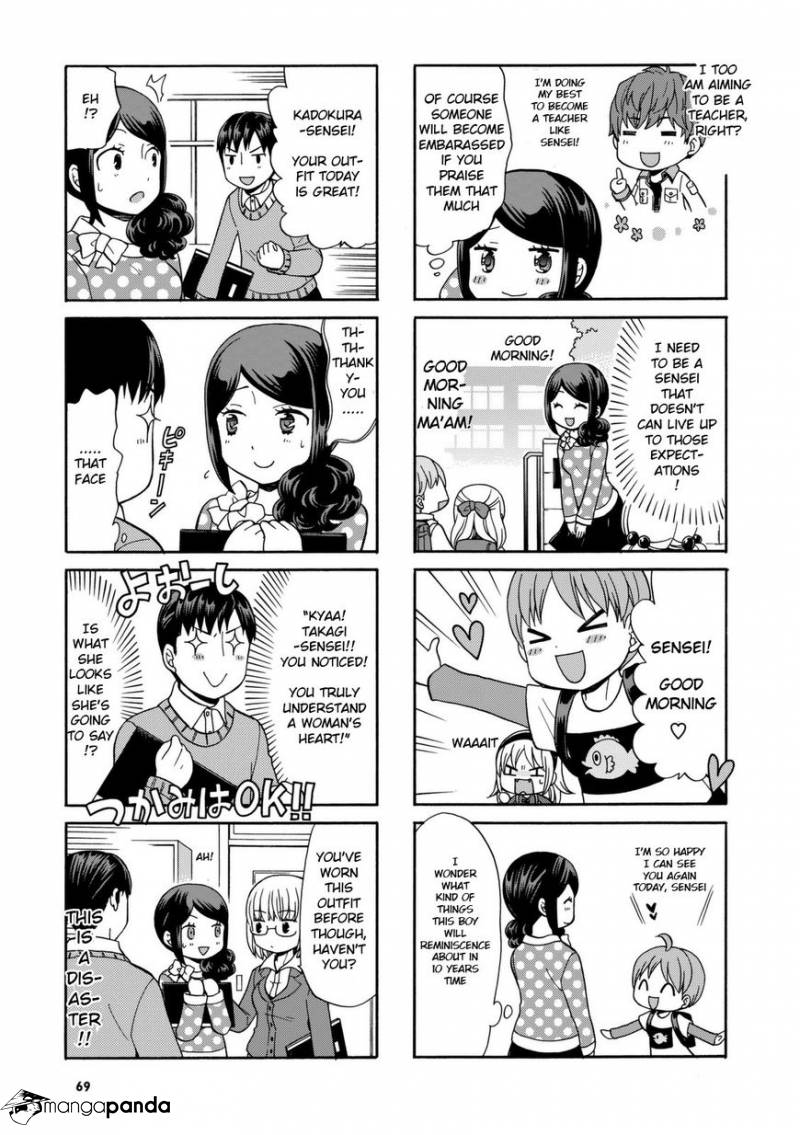 I TOO
AM AIMING
TO BE A
TEACHER,
RIGHT?
I'M DOING
MY BEST
TO BECOME
A TEACHER
LIKE
SENSEI!
OF COURSE
SOMEONE
WILL BECOME
EMBARASSED
IF YOU
PRAISE
THEM THAT
MUCH
I NEED
TO BE A
SENSEI
THAT
DOESN'T
CAN LIVE UP
TO THOSE
EXPECT-
ATIONS
!
GOOD
MORNING!
GOOD
MOR-
NING
MA'AM!
SENSEI!
GOOD
MORNING
♡
WAAAIT
I'M SO HAPPY
I CAN SEE
YOU AGAIN
TODAY, SENSEI
I
WONDER
WHAT
KIND OF
THINGS
THIS BOY
WILL
REMINISCENCE
ABOUT IN
10 YEARS
TIME
KADOKURA
-SENSEI!
YOUR OUT-
FIT TODAY
IS GREAT!
EH
!?
TH-
TH-
THANK
Y-
YOU
.....
ピキーン
.....
THAT
FACE
よおーし
"KYAA!
TAKAGI
-SENSEI!!
YOU NOTICED!
YOU TRULY
UNDERSTAND
A WOMAN'S
HEART!"
IS
WHAT
SHE
LOOKS
LIKE
SHE'S
GOING
TO SAY?
!?
つかみはOK!!
YOU'VE
WORN
THIS
OUTFIT
BEFORE
THOUGH,
HAVEN'T
YOU?
AH!
THIS
IS
A
DIS-
AS-
TER
!!
69
mangapanda